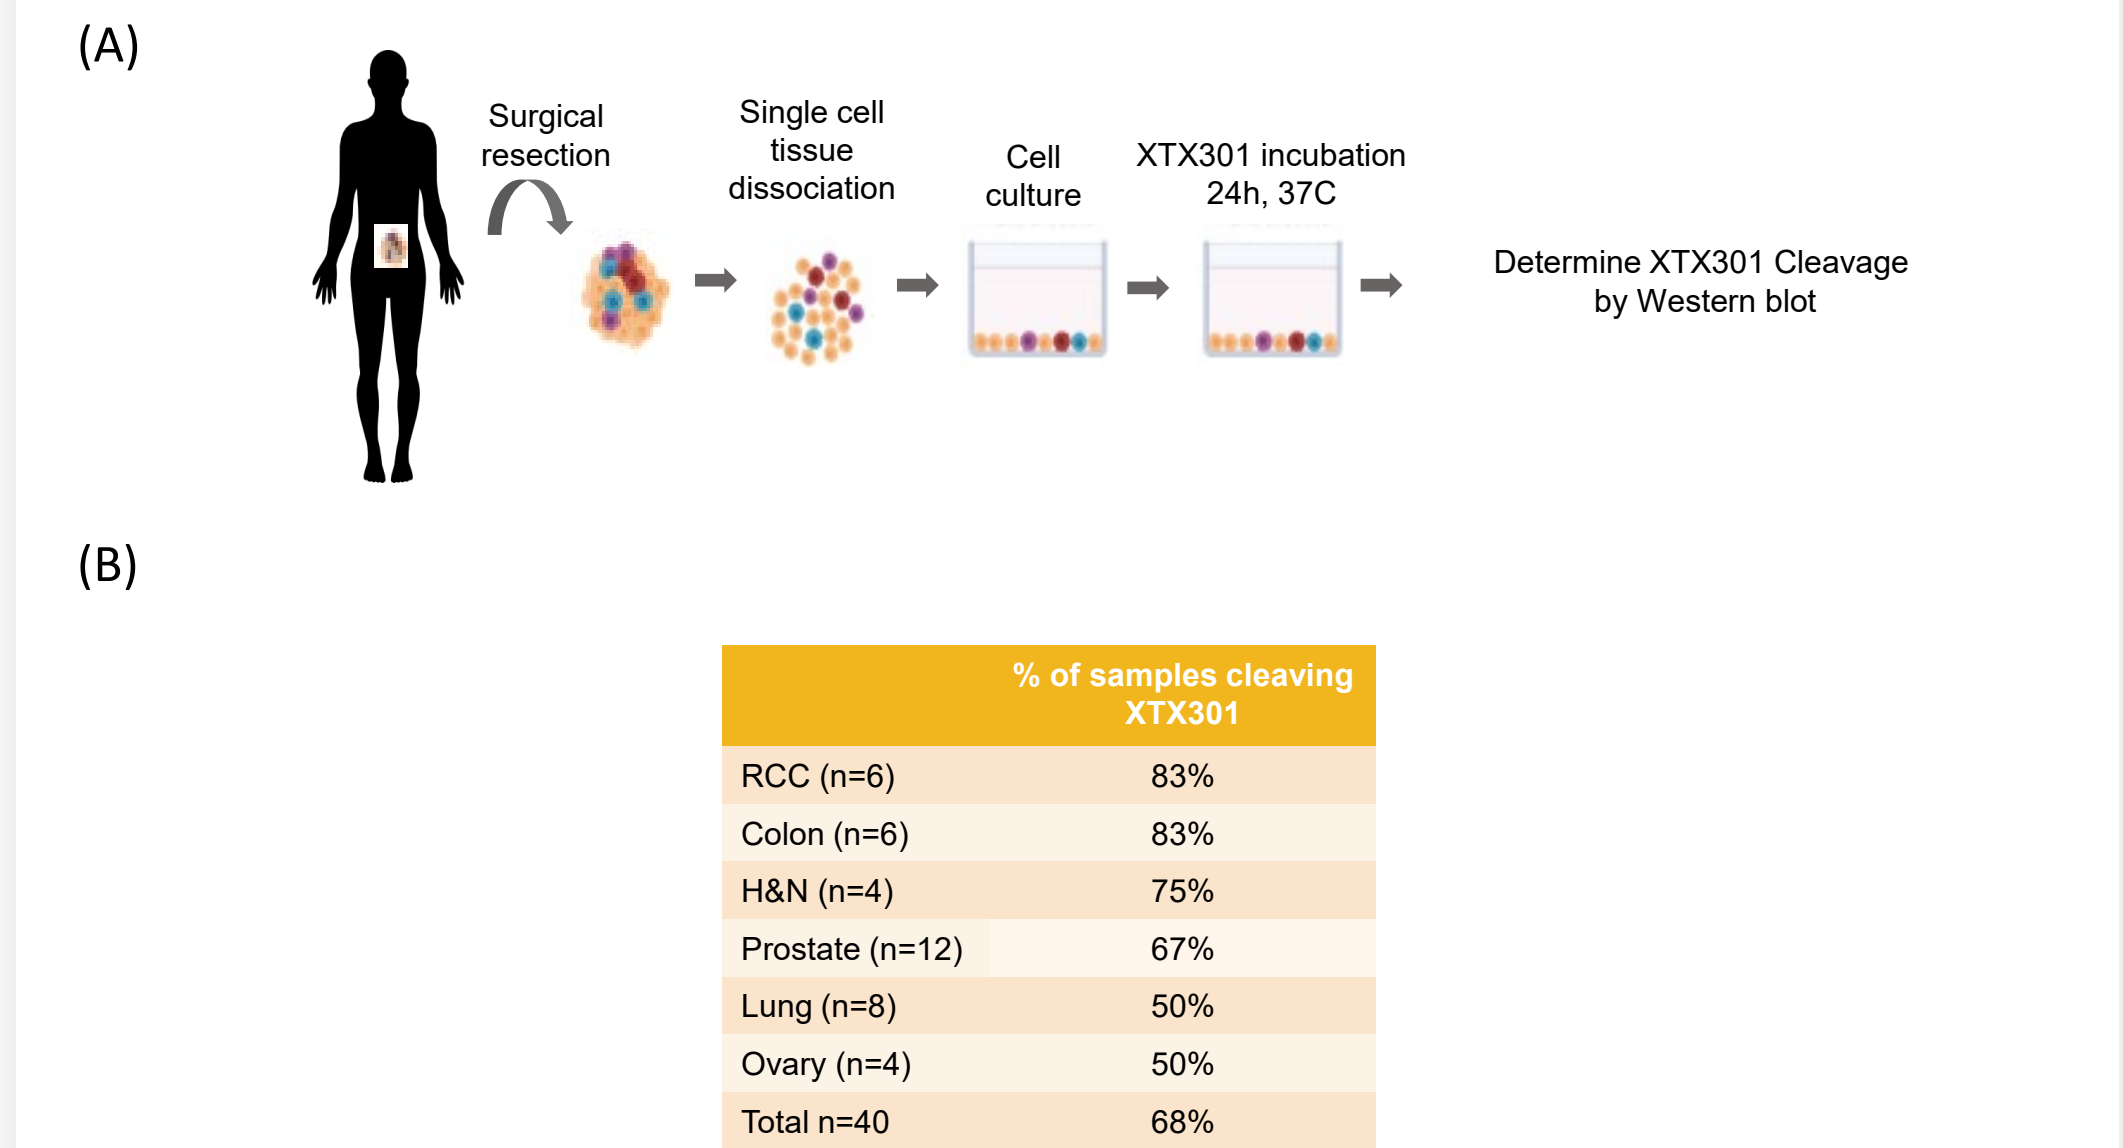 (A)
Surgical
resection
Single cell
tissue
dissociation
Cell
culture
XTX301 incubation
24h, 37C
Determine XTX301 Cleavage
by Western blot
(B)
% of samples cleaving
XTX301
RCC (n=6) 83%
Colon (n=6) 83%
H&N (n=4) 75%
Prostate (n=12) 67%
Lung (n=8) 50%
Ovary (n=4) 50%
Total n=40 68%